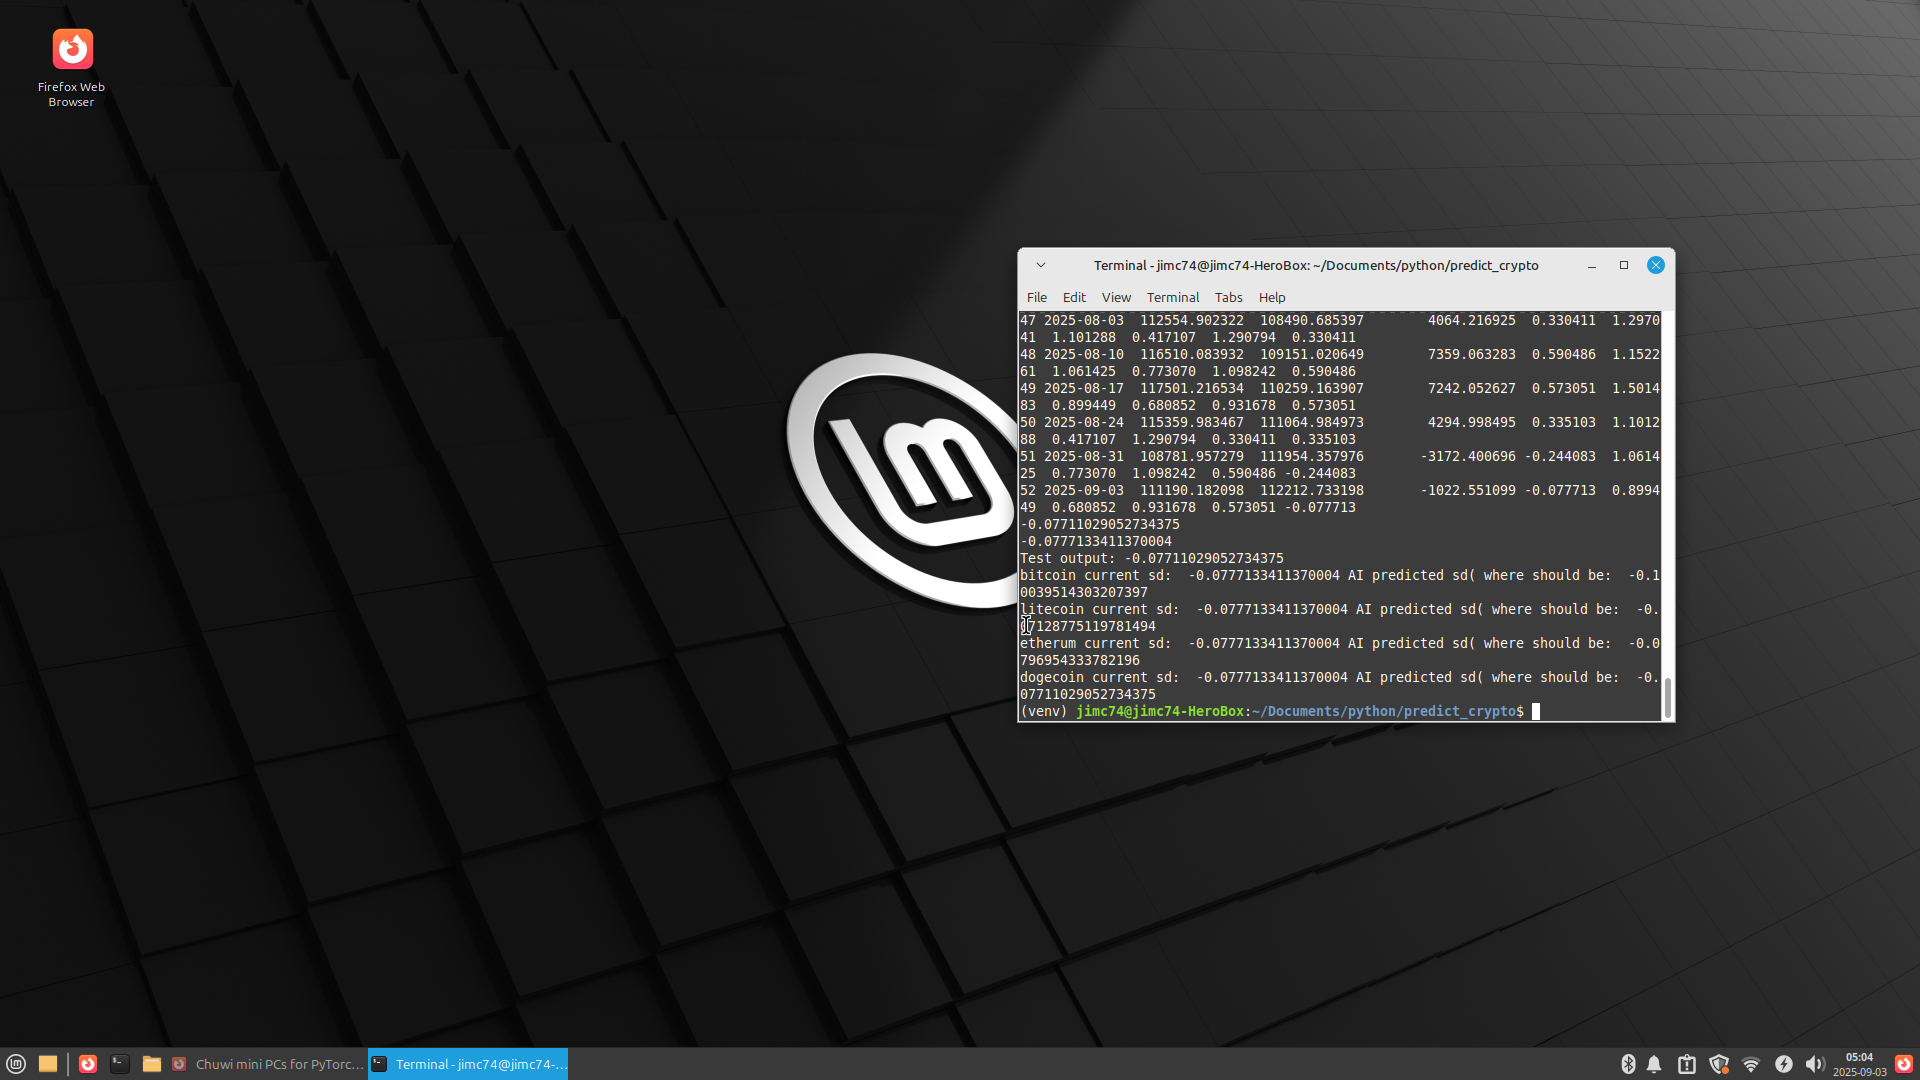 Firefox Web
Browser
Terminal - jimc74@jimc74-HeroBox: ~/Documents/python/predict_crypto
File Edit View Terminal Tabs Help
47 2025-08-03  112554.902322  108490.685397        4064.216925  0.330411  1.2970
41  1.101288  0.417107  1.290794  0.330411
48 2025-08-10  116510.083932  109151.020649        7359.063283  0.590486  1.1522
61  1.061425  0.773070  1.098242  0.590486
49 2025-08-17  117501.216534  110259.163907        7242.052627  0.573051  1.5014
83  0.899449  0.680852  0.931678  0.573051
50 2025-08-24  115359.983467  111064.984973        4294.998495  0.335103  1.1012
88  0.417107  1.290794  0.330411  0.335103
51 2025-08-31  108781.957279  111954.357976       -3172.400696 -0.244083  1.0614
25  0.773070  1.098242  0.590486 -0.244083
52 2025-09-03  111190.182098  112212.733198       -1022.551099 -0.077713  0.8994
49  0.680852  0.931678  0.573051 -0.077713
-0.07711029052734375
-0.0777133411370004
Test output: -0.07711029052734375
bitcoin current sd:  -0.0777133411370004 AI predicted sd( where should be:  -0.1
0039514303207397
litecoin current sd:  -0.0777133411370004 AI predicted sd( where should be:  -0.
07128775119781494
etherum current sd:  -0.0777133411370004 AI predicted sd( where should be:  -0.0
796954333782196
dogecoin current sd:  -0.0777133411370004 AI predicted sd( where should be:  -0.
07711029052734375
(venv) jimc74@jimc74-HeroBox:~/Documents/python/predict_crypto$
Chuwi mini PCs for PyTorc...
Terminal - jimc74@jimc74-...
05:04
2025-09-03